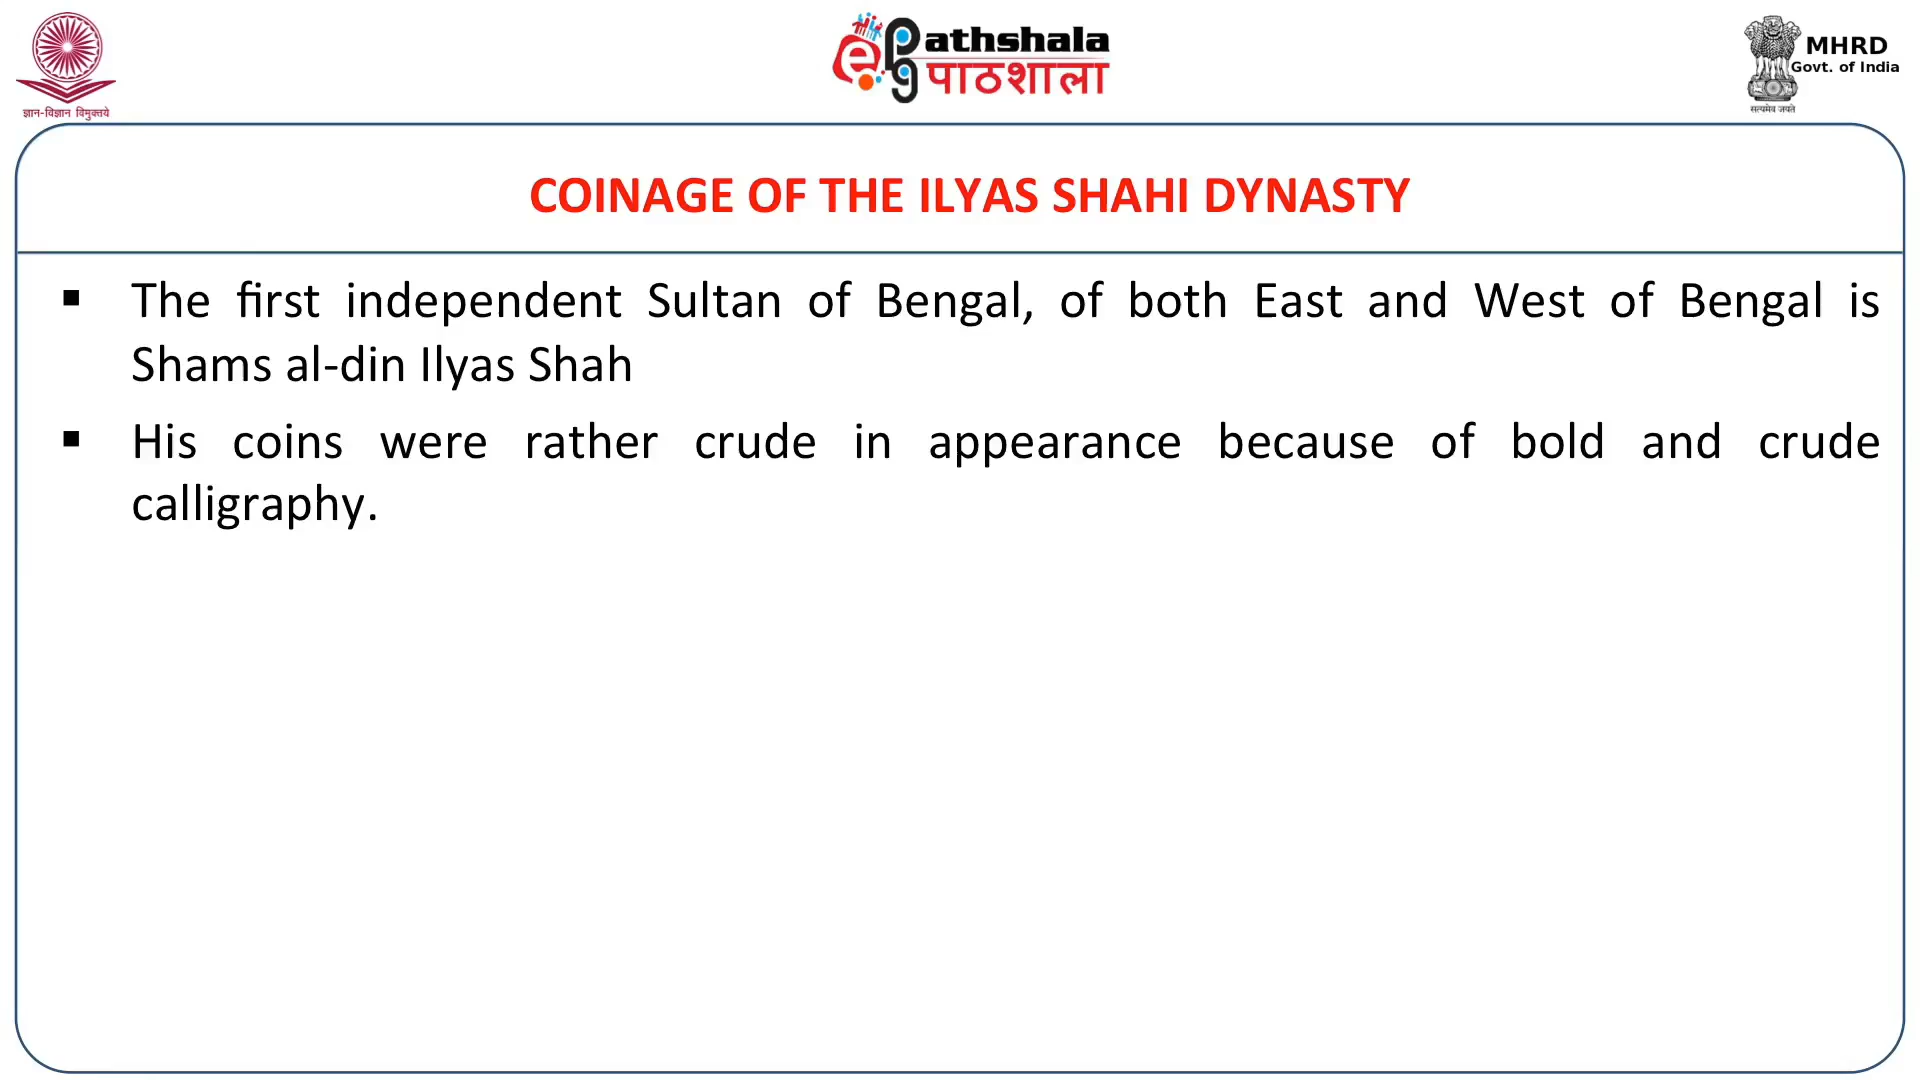 ज्ञान-विज्ञान विमुक्तये
e pg Pathshala
पाठशाला
MHRD
Govt. of India
सत्यमेव जयते
COINAGE OF THE ILYAS SHAHI DYNASTY
▪ The first independent Sultan of Bengal, of both East and West of Bengal is
Shams al-din Ilyas Shah
▪ His coins were rather crude in appearance because of bold and crude
calligraphy.